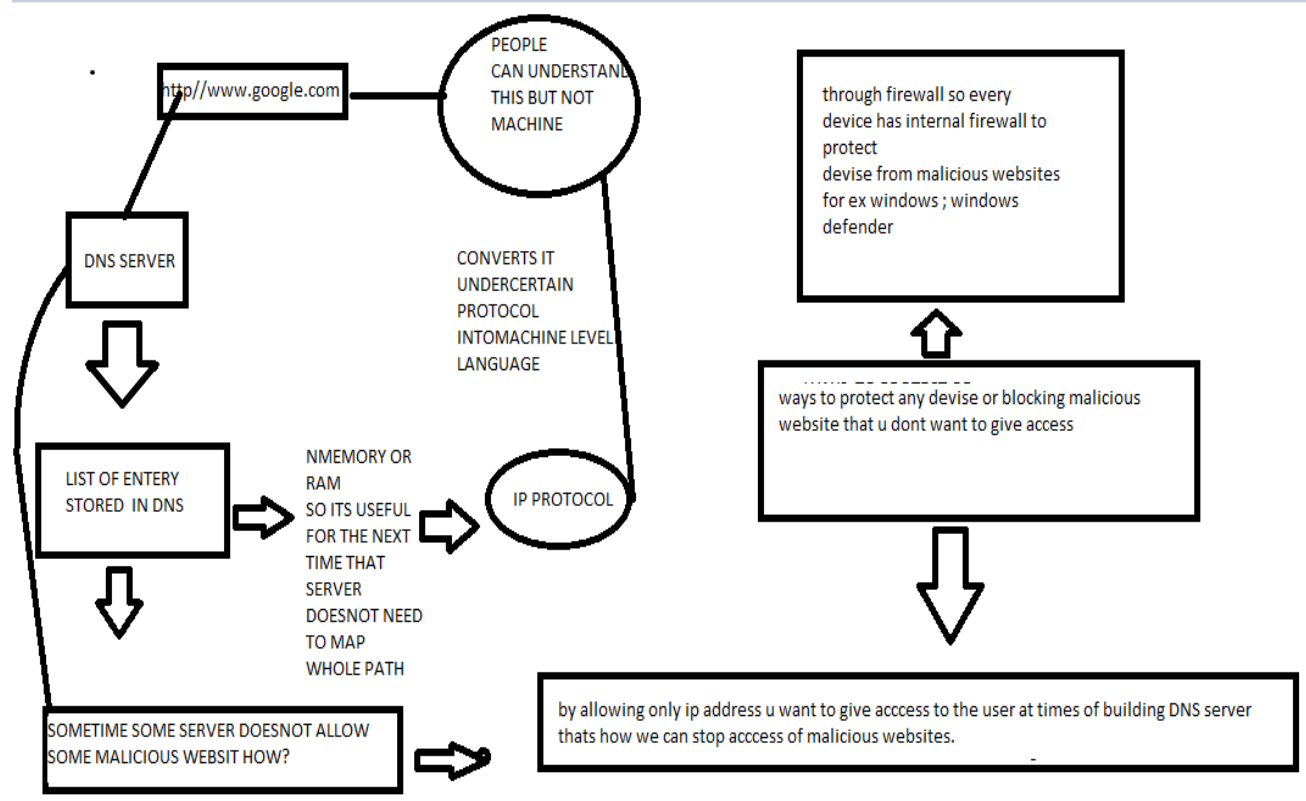 http//www.google.com
PEOPLE
CAN UNDERSTAND
THIS BUT NOT
MACHINE
through firewall so every
device has internal firewall to
protect
devise from malicious websites
for ex windows ; windows
defender
DNS SERVER
CONVERTS IT
UNDERCERTAIN
PROTOCOL
INTOMACHINE LEVEL
LANGUAGE
ways to protect any devise or blocking malicious
website that u dont want to give access
LIST OF ENTERY
STORED IN DNS
NMEMORY OR
RAM
SO ITS USEFUL
FOR THE NEXT
TIME THAT
SERVER
DOESNOT NEED
TO MAP
WHOLE PATH
IP PROTOCOL
SOMETIME SOME SERVER DOESNOT ALLOW
SOME MALICIOUS WEBSIT HOW?
by allowing only ip address u want to give acccess to the user at times of building DNS server
thats how we can stop acccess of malicious websites.